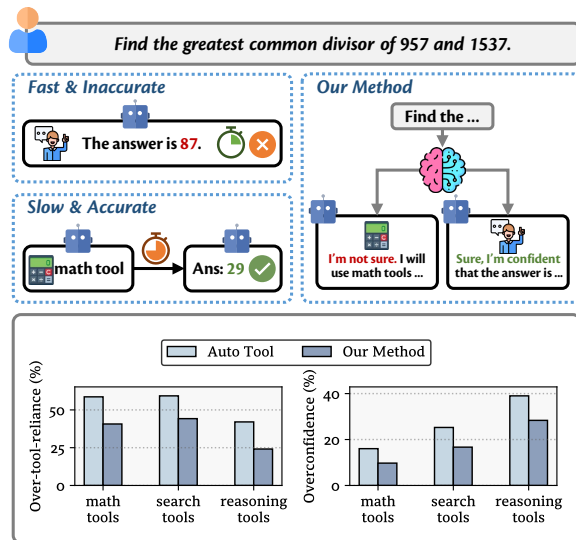 Find the greatest common divisor of 957 and 1537.
Fast & Inaccurate
The answer is 87.
Slow & Accurate
math tool
Ans: 29
Our Method
Find the ...
I'm not sure. I will
use math tools ...
Sure, I'm confident
that the answer is ...
Auto Tool
Our Method
Over-tool-reliance (%)
50
25
0
math
tools
search
tools
reasoning
tools
Overconfidence (%)
40
20
0
math
tools
search
tools
reasoning
tools